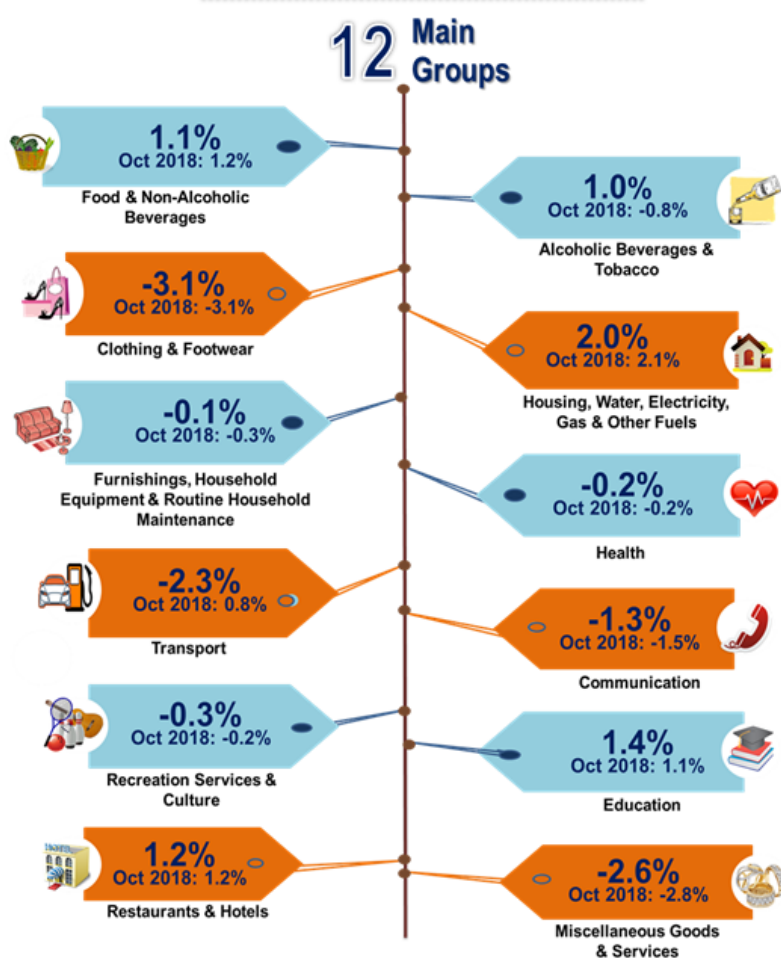 12 Main
Groups
1.1%
Oct 2018: 1.2%
Food & Non-Alcoholic
Beverages
1.0%
Oct 2018: -0.8%
Alcoholic Beverages &
Tobacco
-3.1%
Oct 2018: -3.1%
Clothing & Footwear
2.0%
Oct 2018: 2.1%
Housing, Water, Electricity,
Gas & Other Fuels
-0.1%
Oct 2018: -0.3%
Furnishings, Household
Equipment & Routine Household
Maintenance
-0.2%
Oct 2018: -0.2%
Health
-2.3%
Oct 2018: 0.8%
Transport
-1.3%
Oct 2018: -1.5%
Communication
-0.3%
Oct 2018: -0.2%
Recreation Services &
Culture
1.4%
Oct 2018: 1.1%
Education
1.2%
Oct 2018: 1.2%
Restaurants & Hotels
-2.6%
Oct 2018: -2.8%
Miscellaneous Goods
& Services